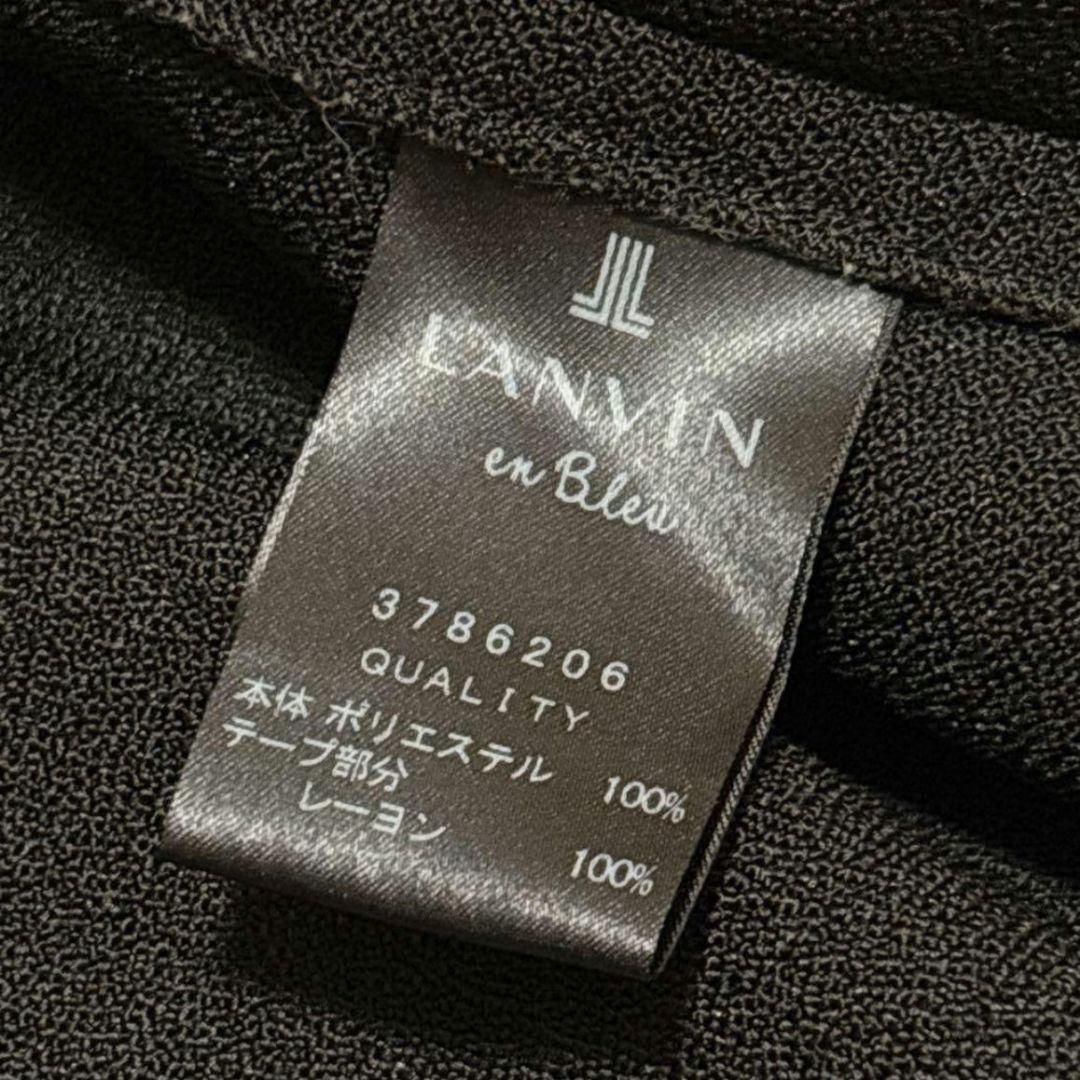 LANVIN
en Bleu
3786206
QUALITY
本体 ポリエステル 100%
テープ部分
レーヨン 100%